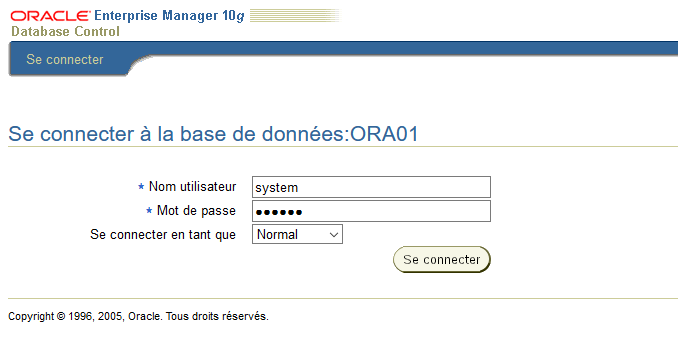 ORACLE Enterprise Manager 10g
Database Control
Se connecter
Se connecter à la base de données:ORA01
* Nom utilisateur system
* Mot de passe ••••••
Se connecter en tant que Normal
Se connecter
Copyright © 1996, 2005, Oracle. Tous droits réservés.